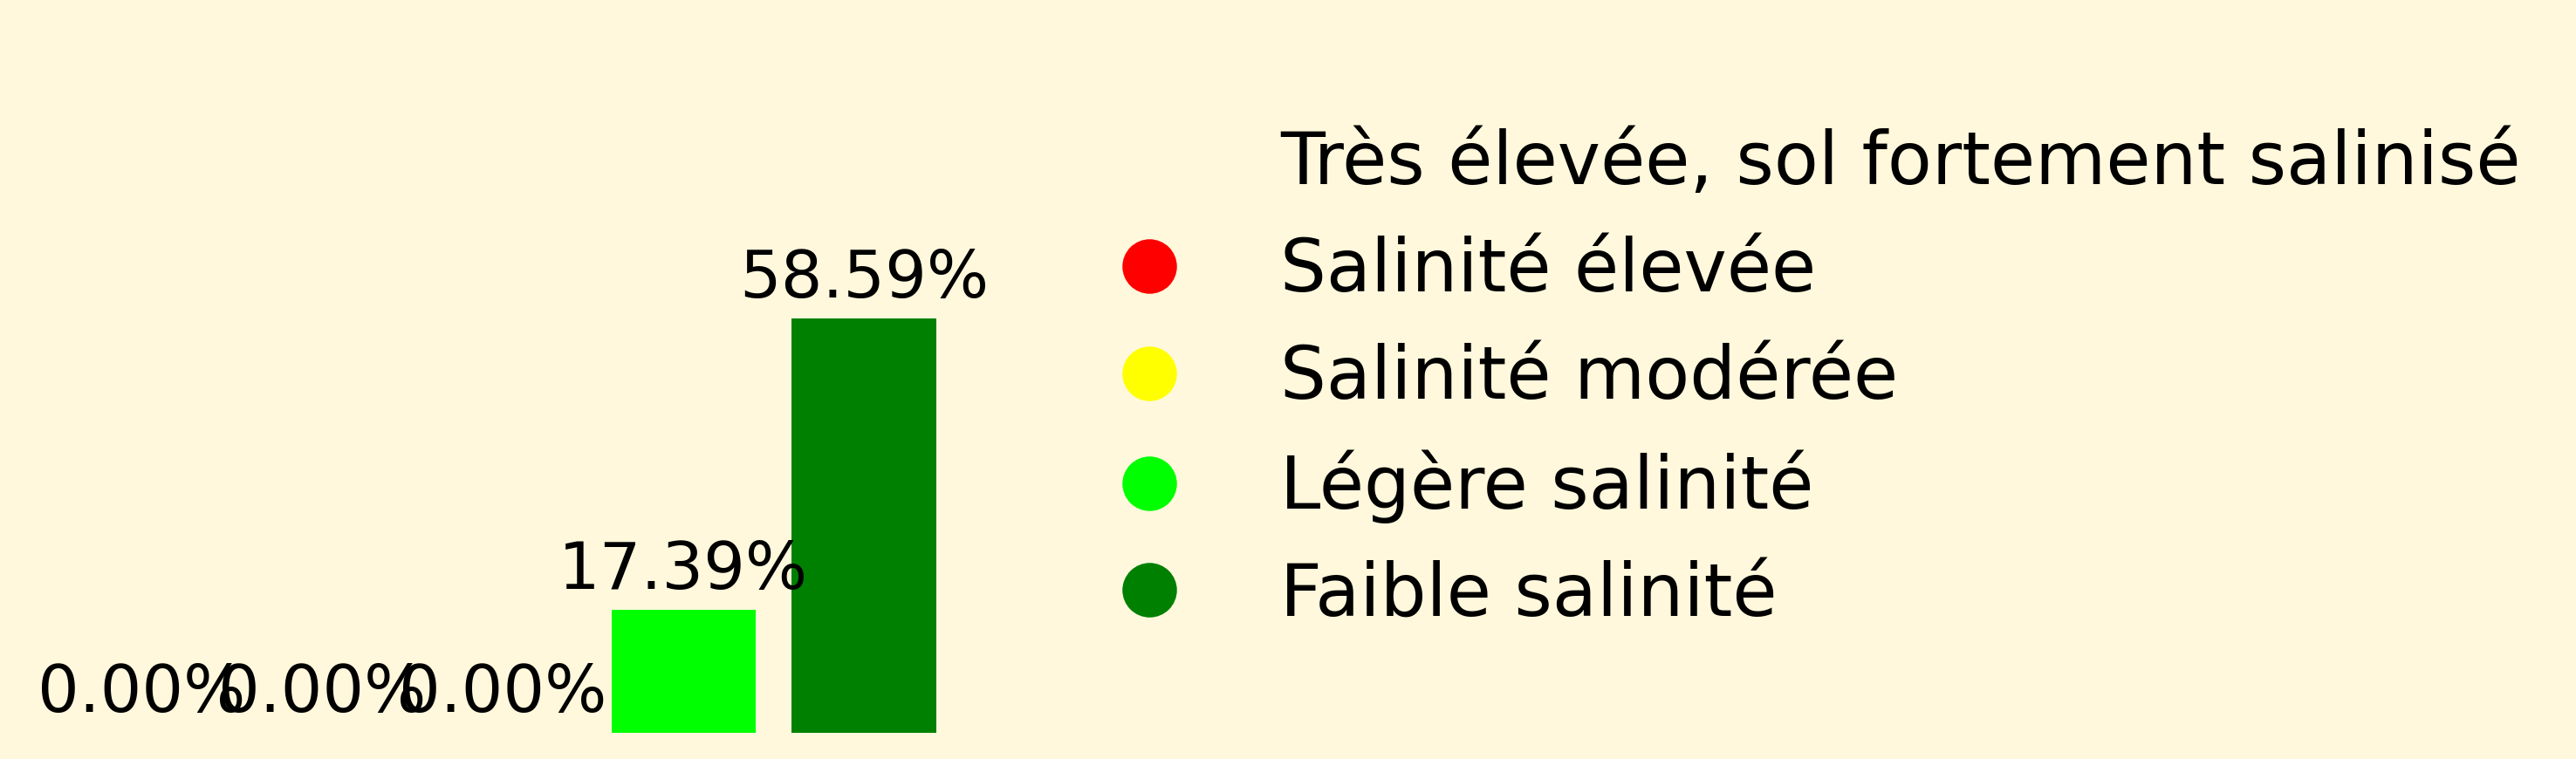 Très élevée, sol fortement salinisé
Salinité élevée
58.59%
Salinité modérée
Légère salinité
17.39%
Faible salinité
0.00% 0.00% 0.00%